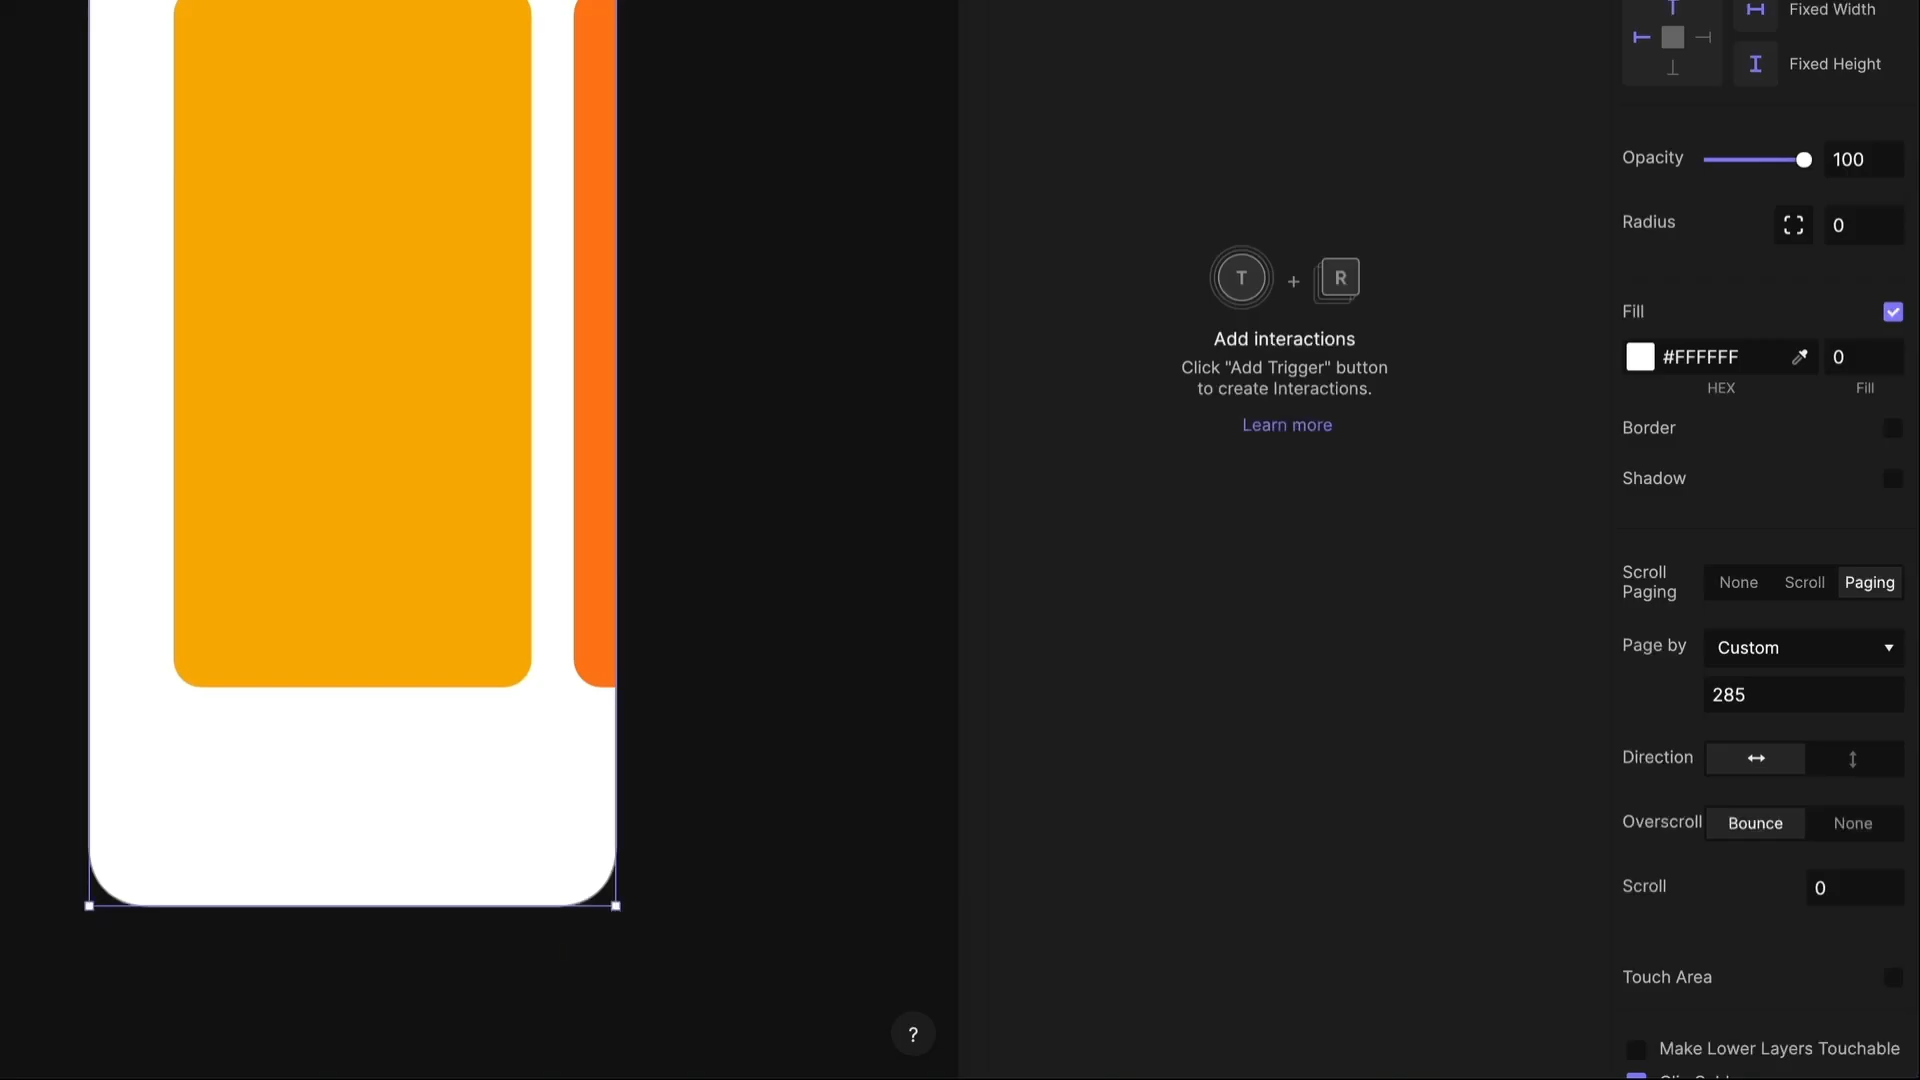 Fixed Width
Fixed Height
Opacity
100
Radius
0
T + R
Add interactions
Click "Add Trigger" button
to create Interactions.
Learn more
Fill
#FFFFFF
0
HEX
Fill
Border
Shadow
Scroll
Paging
None
Scroll
Paging
Page by
Custom
285
Direction
Overscroll
Bounce
None
Scroll
0
Touch Area
Make Lower Layers Touchable
?